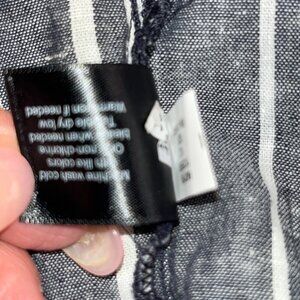 Machine wash cold
with like colors
Only non-chlorine
bleach when needed
Tumble dry low
Warm iron if needed